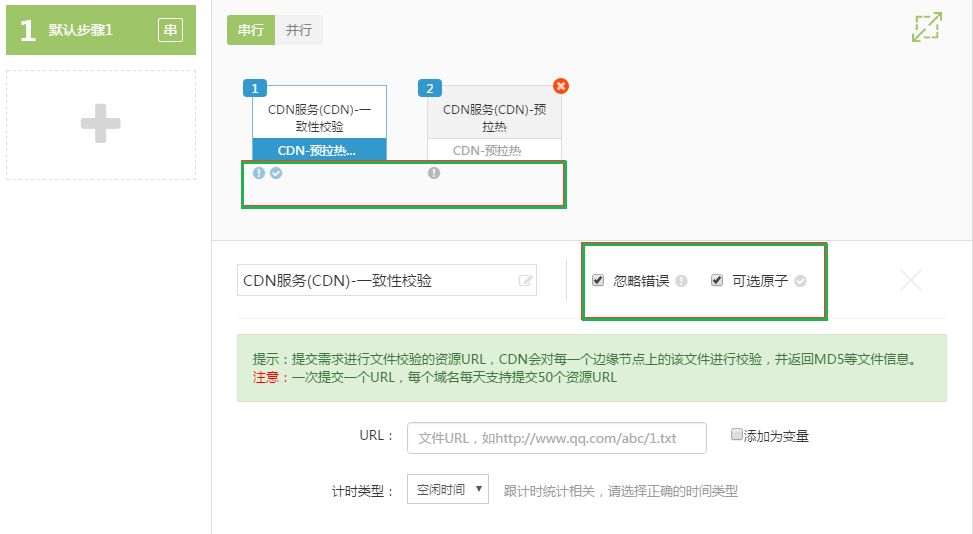 1 默认步骤1 串
串行 并行
1
CDN服务(CDN)-一
致性校验
CDN-预拉热...
2
CDN服务(CDN)-预
拉热
CDN-预拉热
CDN服务(CDN)-一致性校验
忽略错误
可选原子
提示：提交需求进行文件校验的资源URL，CDN会对每一个边缘节点上的该文件进行校验，并返回MD5等文件信息。
注意：一次提交一个URL，每个域名每天支持提交50个资源URL
URL： 文件URL，如http://www.qq.com/abc/1.txt 添加为变量
计时类型： 空闲时间 跟计时统计相关，请选择正确的时间类型